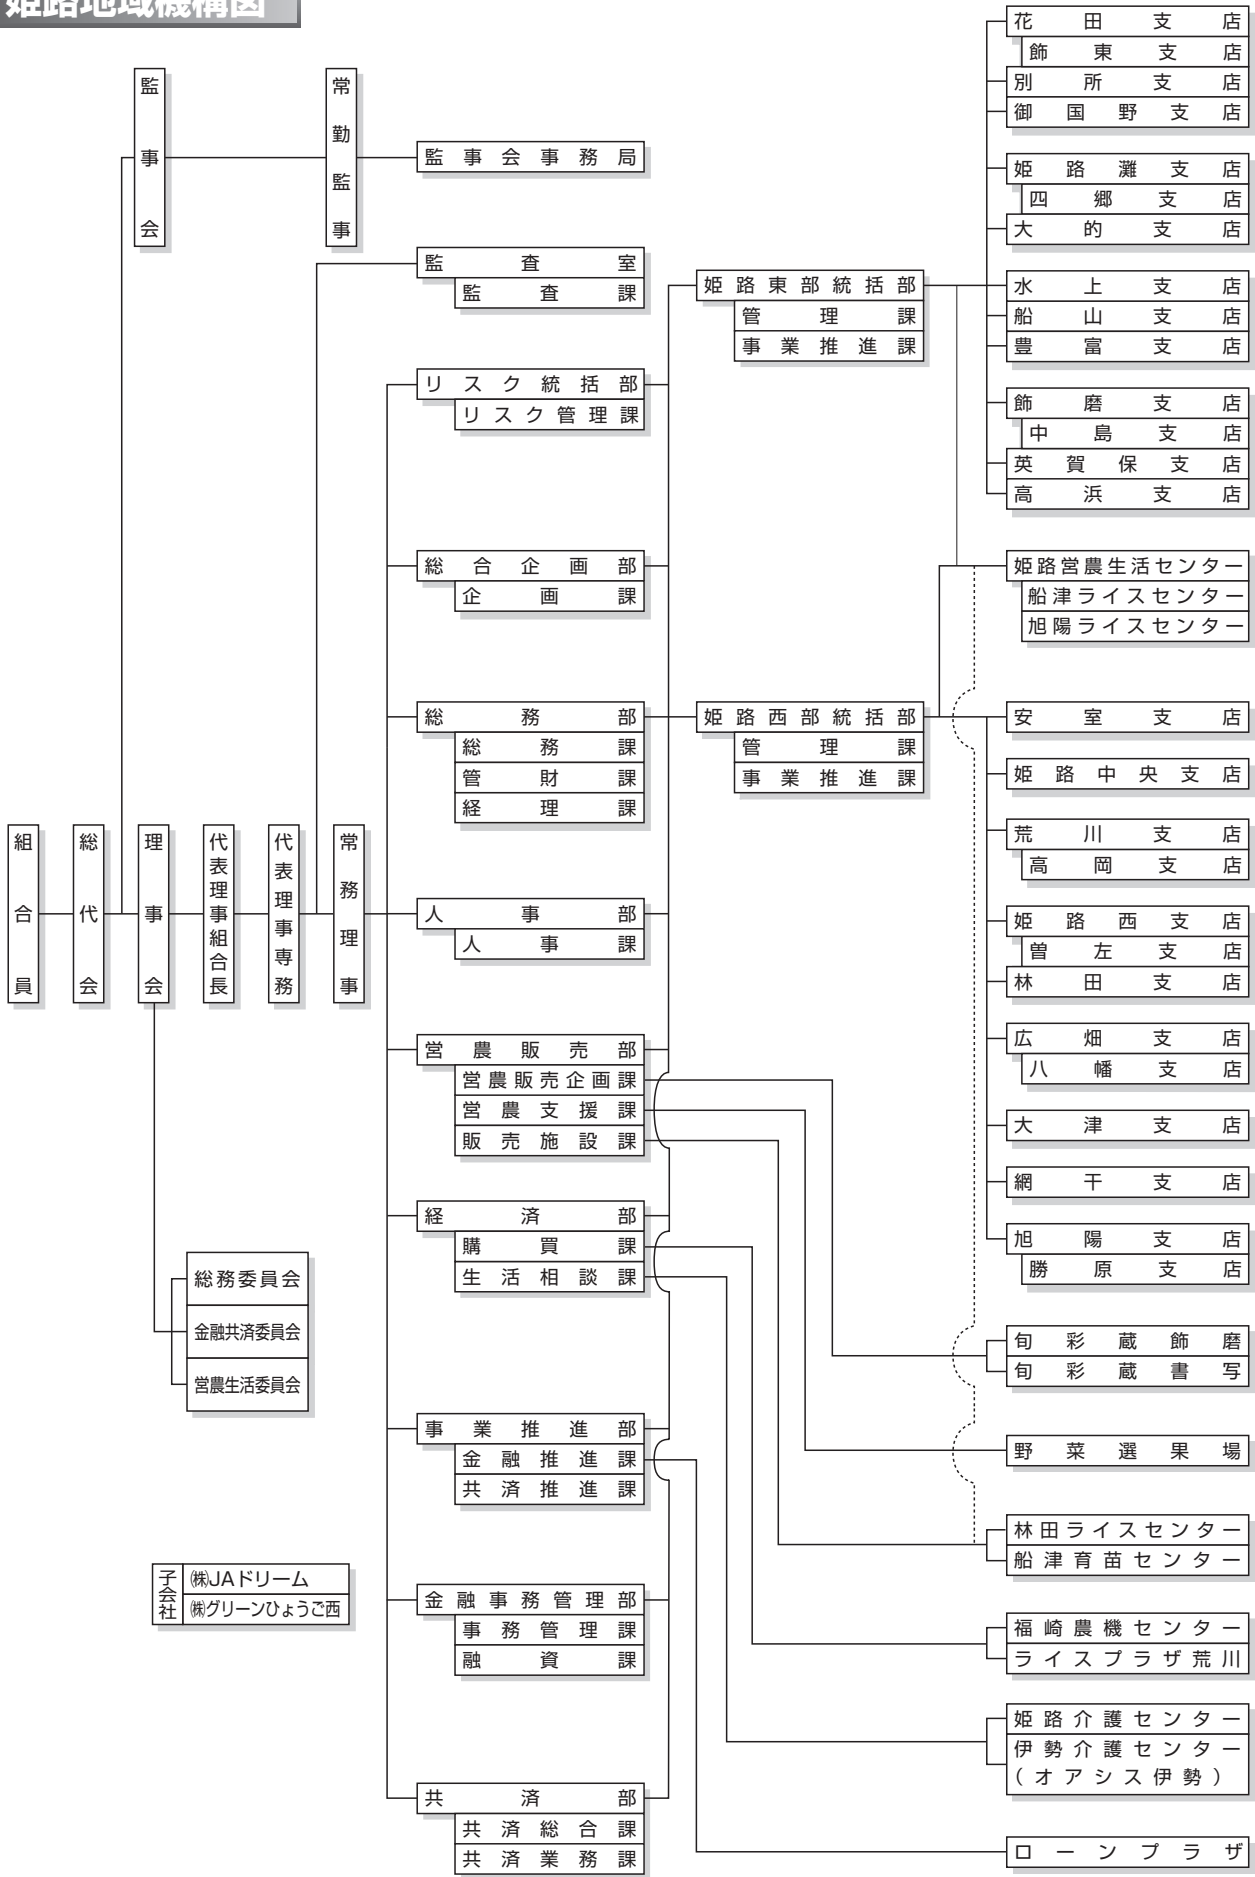 姫路地域機構図
組合員
総代会
理事会
代表理事組合長
代表理事専務
常務理事
監事会
常勤監事
監事会事務局
監査室
監査課
リスク統括部
リスク管理課
総合企画部
企画課
総務部
総務課
管財課
経理課
人事部
人事課
営農販売部
営農販売企画課
営農支援課
販売施設課
経済部
購買課
生活相談課
事業推進部
金融推進課
共済推進課
金融事務管理部
事務管理課
融資課
共済部
共済総合課
共済業務課
総務委員会
金融共済委員会
営農生活委員会
子会社
㈱JAドリーム
㈱グリーンひょうご西
姫路東部統括部
管理課
事業推進課
姫路西部統括部
管理課
事業推進課
花田支店
飾東支店
別所支店
御国野支店
姫路灘支店
四郷支店
大的支店
水上支店
船山支店
豊富支店
飾磨支店
中島支店
英賀保支店
高浜支店
姫路営農生活センター
船津ライスセンター
旭陽ライスセンター
安室支店
姫路中央支店
荒川支店
高岡支店
姫路西支店
曽左支店
林田支店
広畑支店
八幡支店
大津支店
網干支店
旭陽支店
勝原支店
旬彩蔵飾磨
旬彩蔵書写
野菜選果場
林田ライスセンター
船津育苗センター
福崎農機センター
ライスプラザ荒川
姫路介護センター
伊勢介護センター
(オアシス伊勢)
ローンプラザ